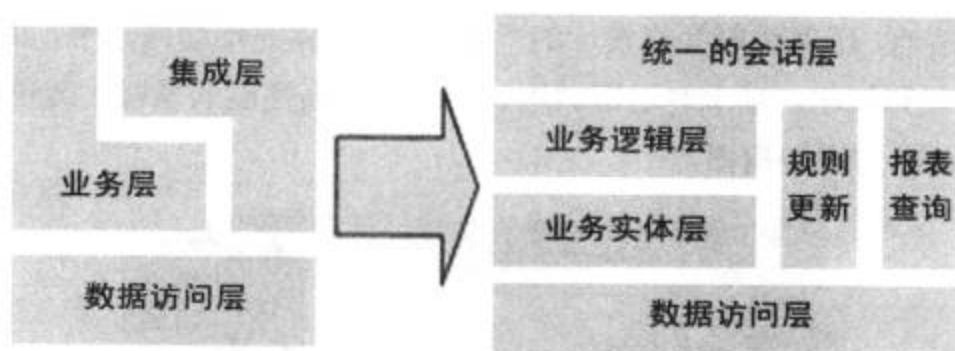 集成层
业务层
数据访问层
统一的会话层
业务逻辑层
业务实体层
规则
更新
报表
查询
数据访问层